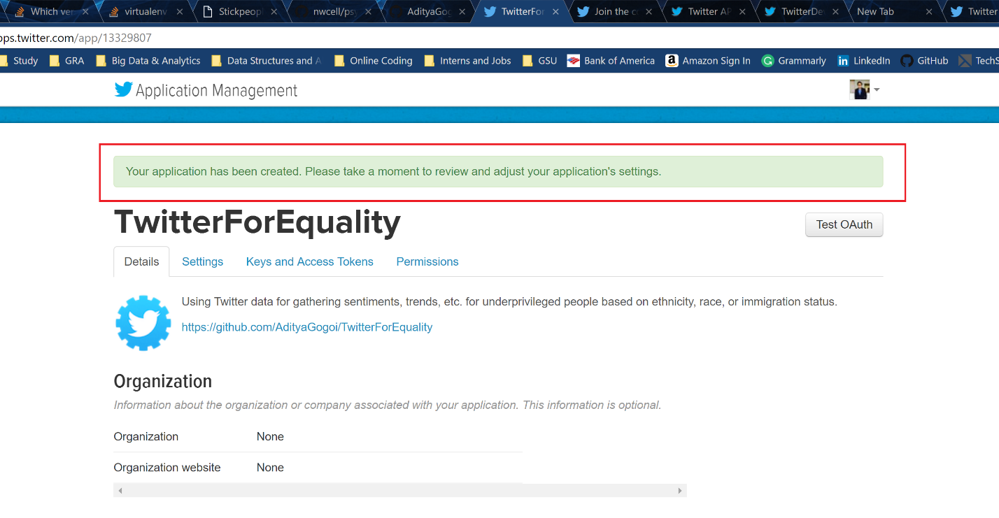 Which ve virtualenv Stickpeop nwcell/ps AdityaGog TwitterFor Join the c Twitter AP TwitterDe New Tab Twitter
ps.twitter.com/app/13329807
Study GRA Big Data & Analytics Data Structures and A Online Coding Interns and Jobs GSU Bank of America Amazon Sign In Grammarly LinkedIn GitHub TechS
Application Management
Your application has been created. Please take a moment to review and adjust your application's settings.
TwitterForEquality
Test OAuth
Details Settings Keys and Access Tokens Permissions
Using Twitter data for gathering sentiments, trends, etc. for underprivileged people based on ethnicity, race, or immigration status.
https://github.com/AdityaGogoi/TwitterForEquality
Organization
Information about the organization or company associated with your application. This information is optional.
Organization None
Organization website None